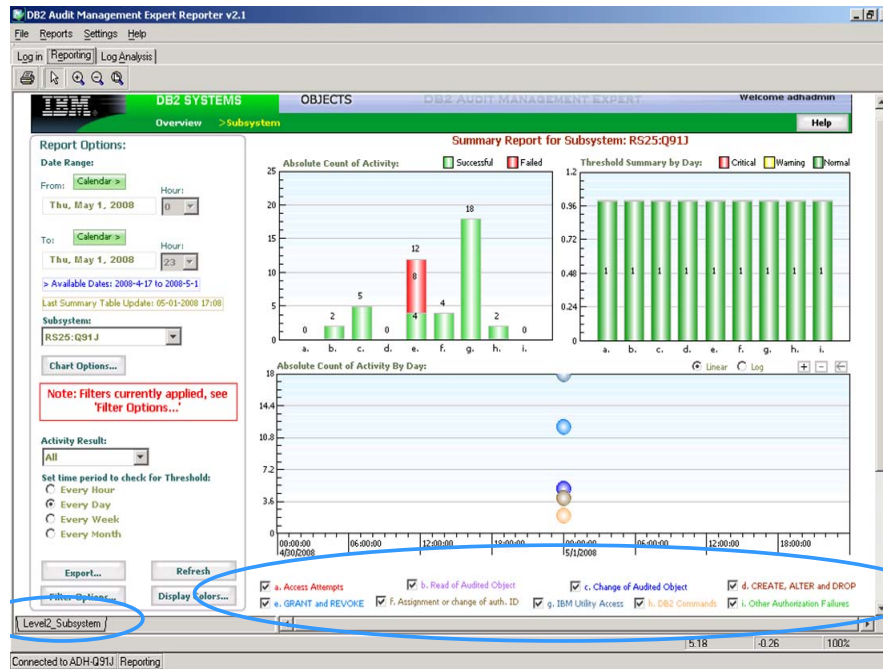 DB2 Audit Management Expert Reporter v2.1
File Reports Settings Help
Log in Reporting Log Analysis
IBM. DB2 SYSTEMS OBJECTS DB2 AUDIT MANAGEMENT EXPERT Welcome adhadmin
Overview >Subsystem Help
Report Options:
Date Range:
From: Calendar > Hour:
Thu, May 1, 2008 0
To: Calendar > Hour:
Thu, May 1, 2008 23
> Available Dates: 2008-4-17 to 2008-5-1
Last Summary Table Update: 05-01-2008 17:08
Subsystem:
RS25:Q91J
Chart Options...
Note: Filters currently applied, see
'Filter Options...'
Activity Result:
All
Set time period to check for Threshold:
Every Hour
Every Day
Every Week
Every Month
Export... Refresh
Filter Options... Display Colors...
Summary Report for Subsystem: RS25:Q91J
Absolute Count of Activity: Successful Failed
25
20
15
10
5
0
0 2 5 0 12 8 4 4 18 2 0
a. b. c. d. e. f. g. h. i.
Threshold Summary by Day: Critical Warning Normal
1.2
0.96
0.72
0.48
0.24
0
1 1 1 1 1 1 1 1 1
a. b. c. d. e. f. g. h. i.
Absolute Count of Activity By Day: Linear Log
18
14.4
10.8
7.2
3.6
0
00:00:00 06:00:00 12:00:00 18:00:00 00:00:00 06:00:00 12:00:00 18:00:00
4/30/2008 5/1/2008
a. Access Attempts b. Read of Audited Object c. Change of Audited Object d. CREATE, ALTER and DROP
e. GRANT and REVOKE f. Assignment or change of auth. ID g. IBM Utility Access h. DB2 Commands i. Other Authorization Failures
Level2_Subsystem
5.18 -0.26 100%
Connected to ADH-Q91J Reporting